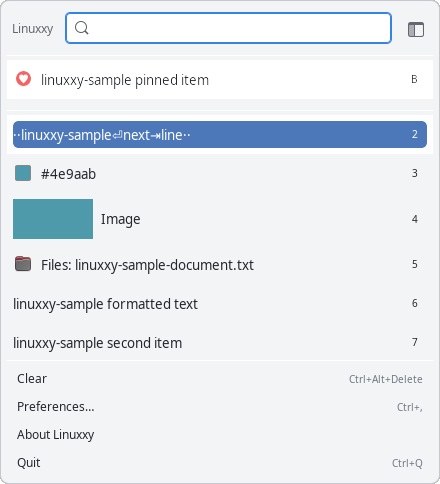 Linuxxy
linuxxy-sample pinned item B
··linuxxy-sample⏎next⇥line·· 2
#4e9aab 3
Image 4
Files: linuxxy-sample-document.txt 5
linuxxy-sample formatted text 6
linuxxy-sample second item 7
Clear Ctrl+Alt+Delete
Preferences... Ctrl+,
About Linuxxy
Quit Ctrl+Q